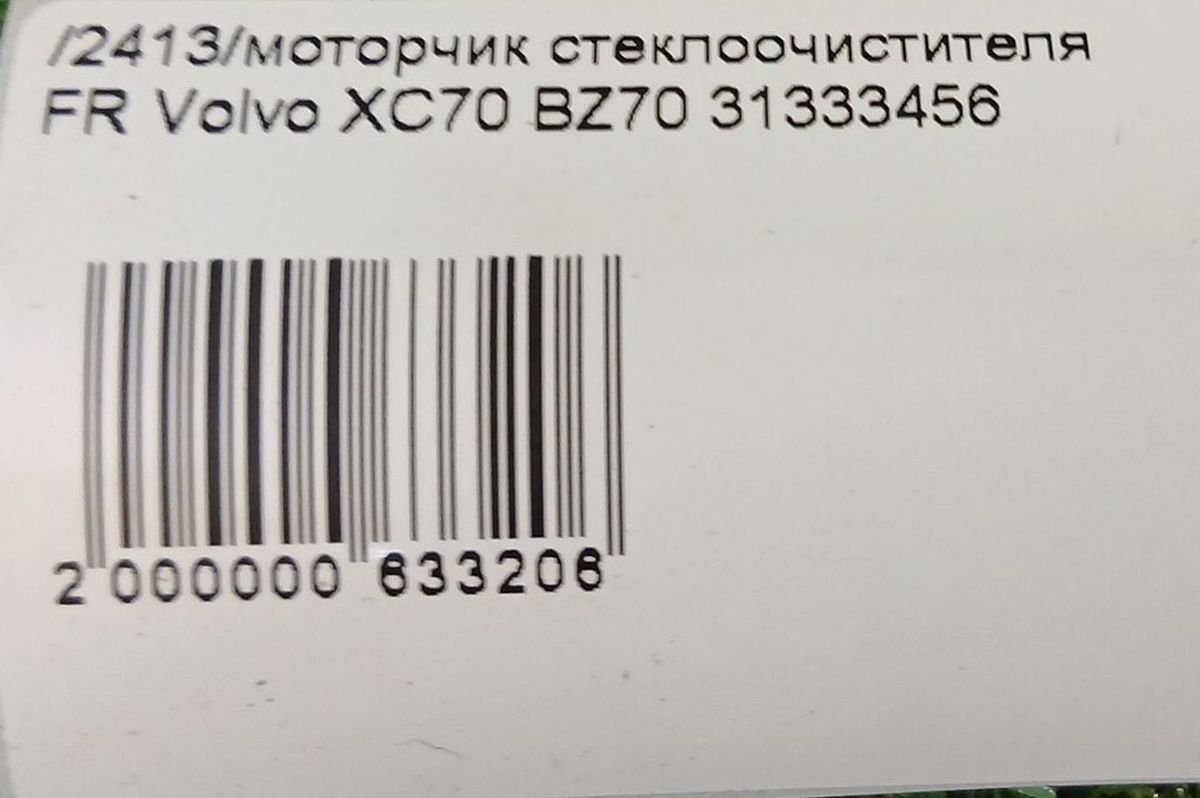 /2413/моторчик стеклоочистителя
FR Volvo XC70 BZ70 31333456
2 000000 633206